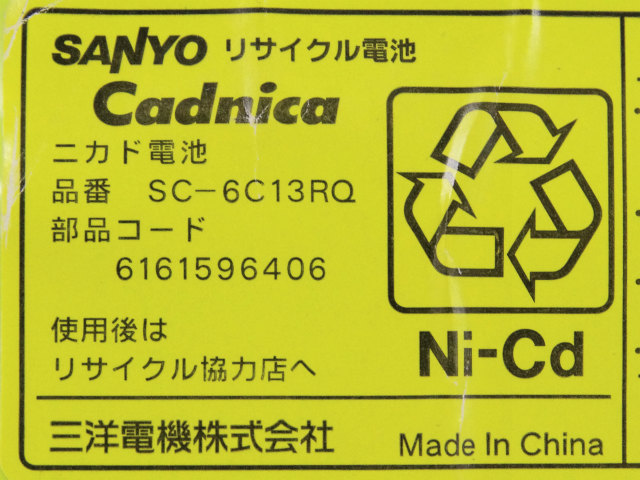 SANYO リサイクル電池
Cadnica
ニカド電池
品番 SC-6C13RQ
部品コード
6161596406
使用後は
リサイクル協力店へ
Ni-Cd
三洋電機株式会社
Made In China